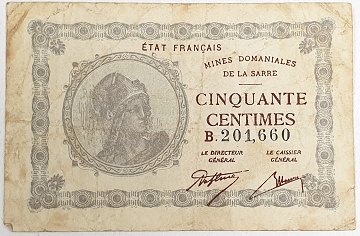 ÉTAT FRANÇAIS
MINES DOMANIALES
DE LA SARRE
CINQUANTE
CENTIMES
B. 201,660
LE DIRECTEUR
GÉNÉRAL
LE CAISSIER
GÉNÉRAL